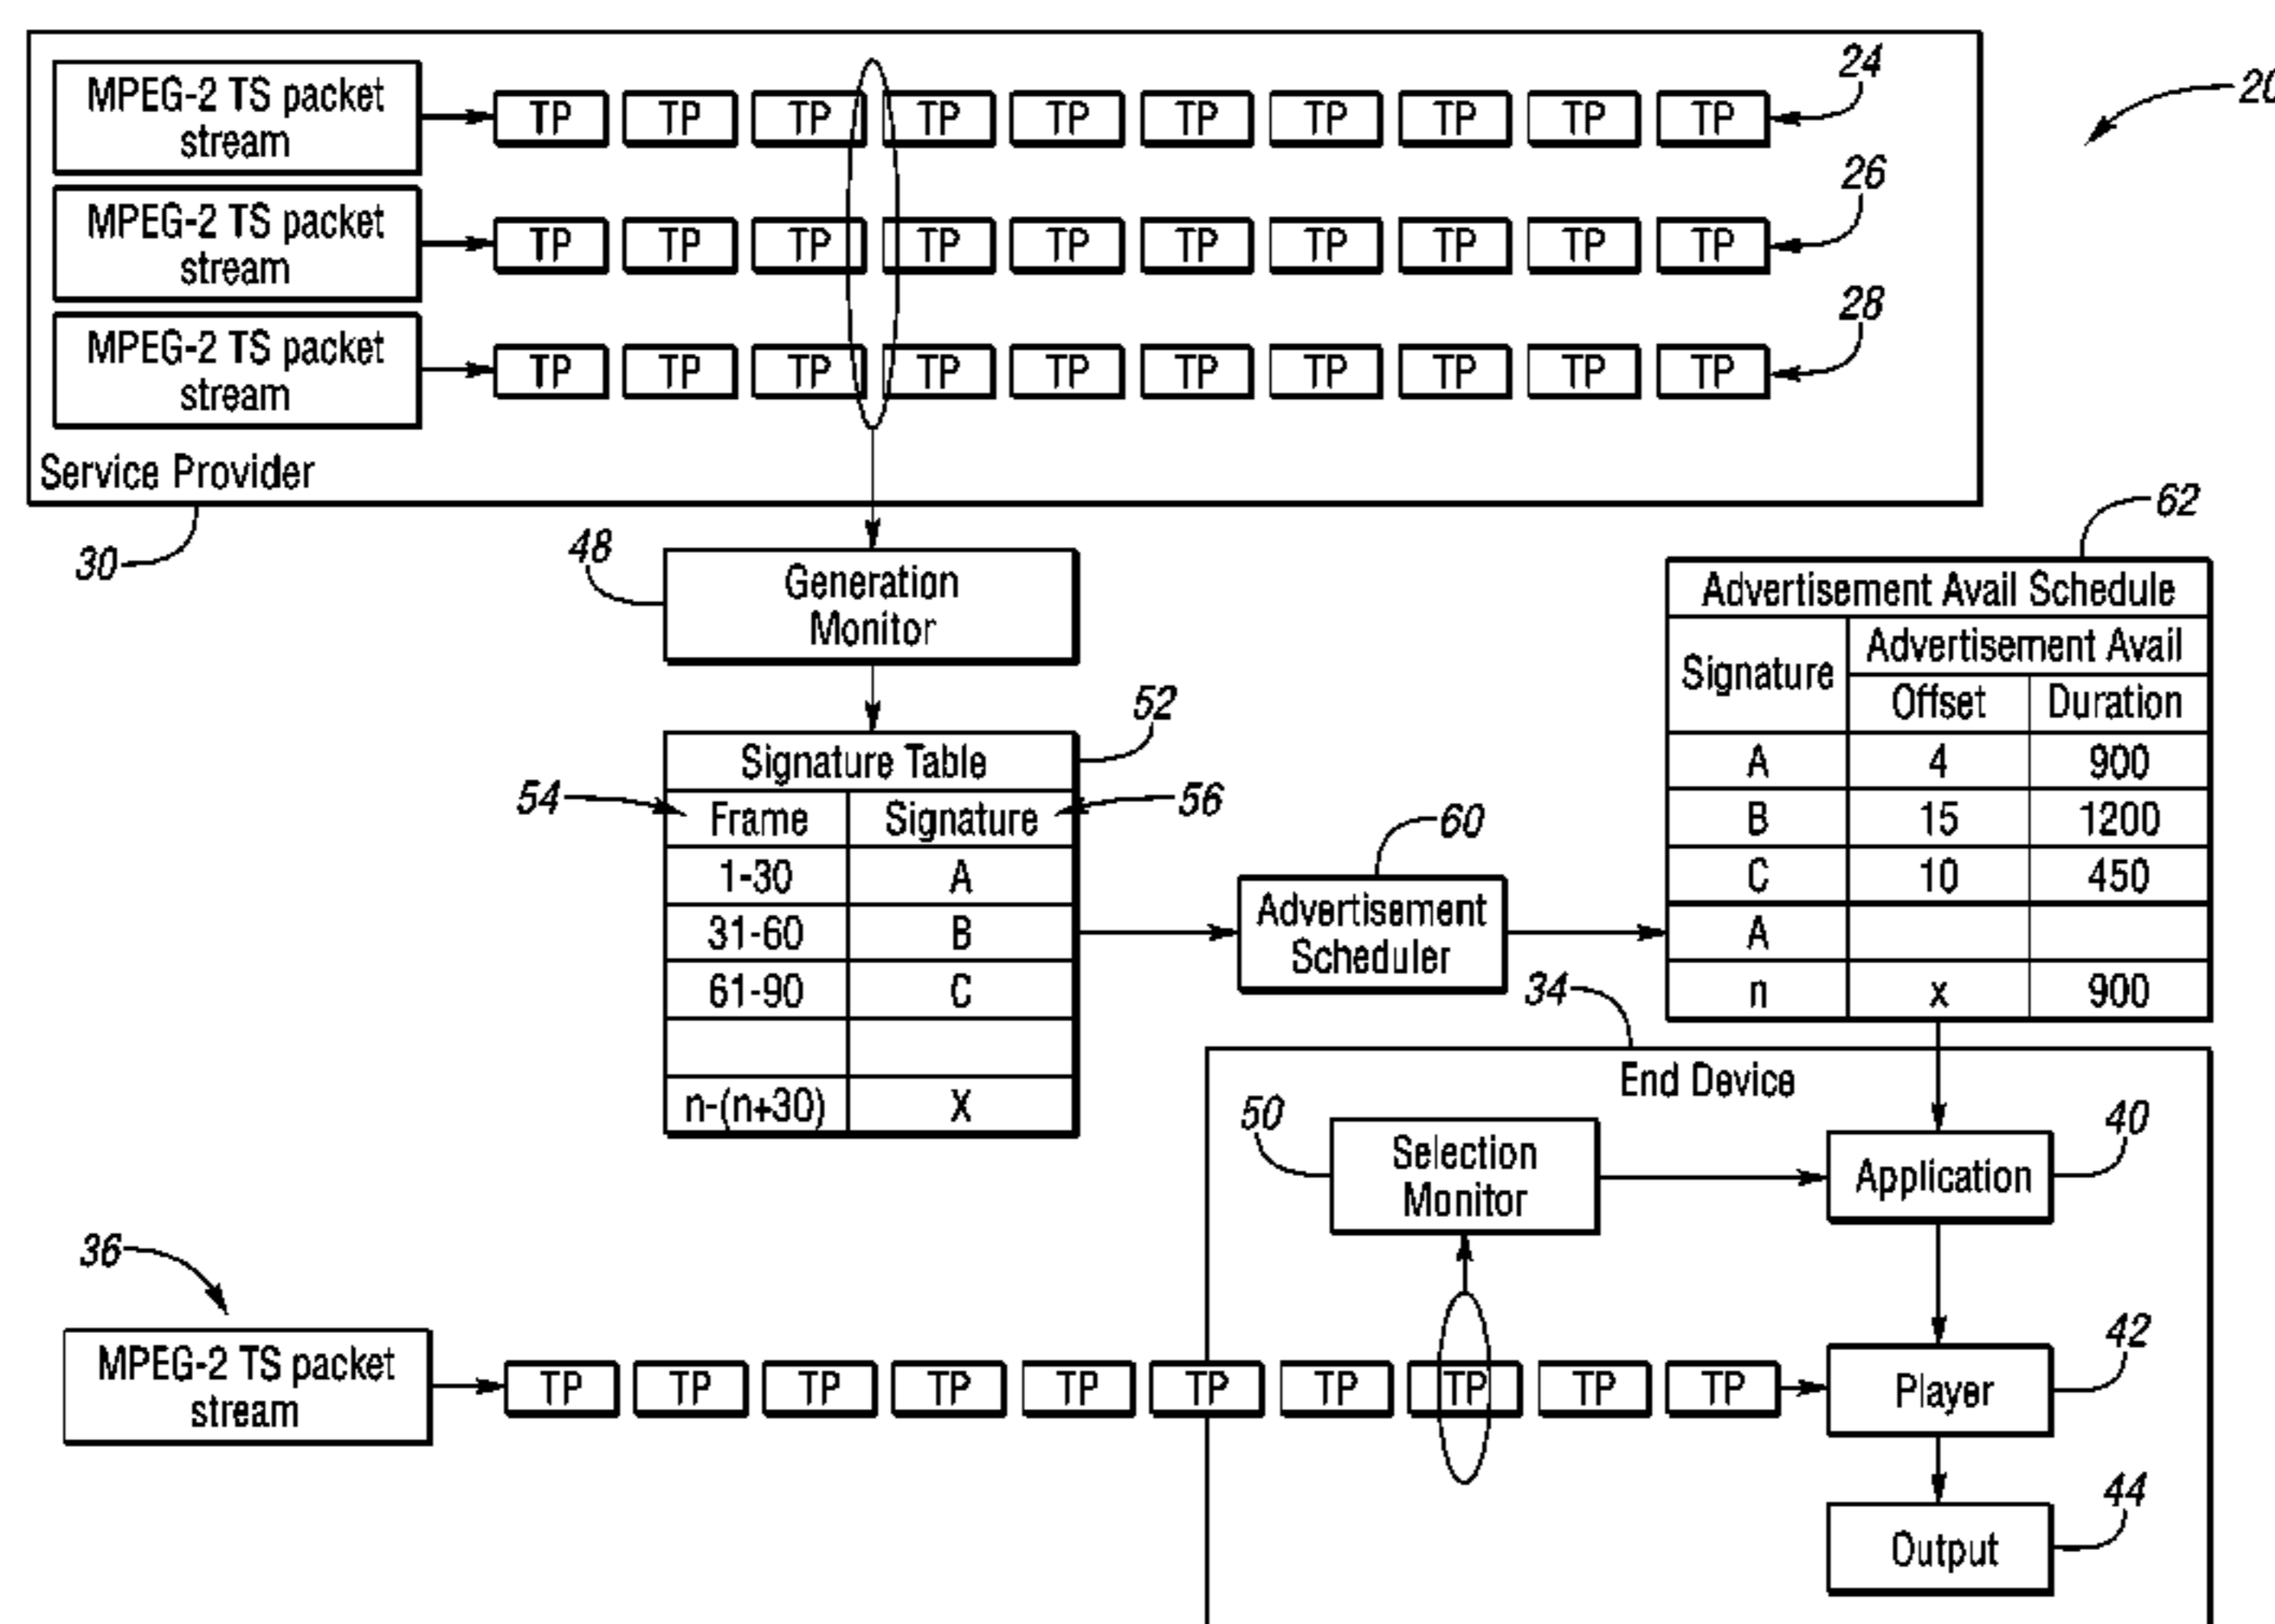 MPEG-2 TS packet
stream
TP TP TP TP TP TP TP TP TP TP
24
20
MPEG-2 TS packet
stream
TP TP TP TP TP TP TP TP TP TP
26
MPEG-2 TS packet
stream
TP TP TP TP TP TP TP TP TP TP
28
Service Provider
30
48
Generation
Monitor
52
Signature Table
54
Frame Signature
56
1-30 A
31-60 B
61-90 C
n-(n+30) X
60
Advertisement
Scheduler
62
Advertisement Avail Schedule
Signature
Advertisement Avail
Offset Duration
A 4 900
B 15 1200
C 10 450
A
n x 900
34
End Device
50
Selection
Monitor
Application
40
36
MPEG-2 TS packet
stream
TP TP TP TP TP TP TP TP TP TP
Player
42
Output
44